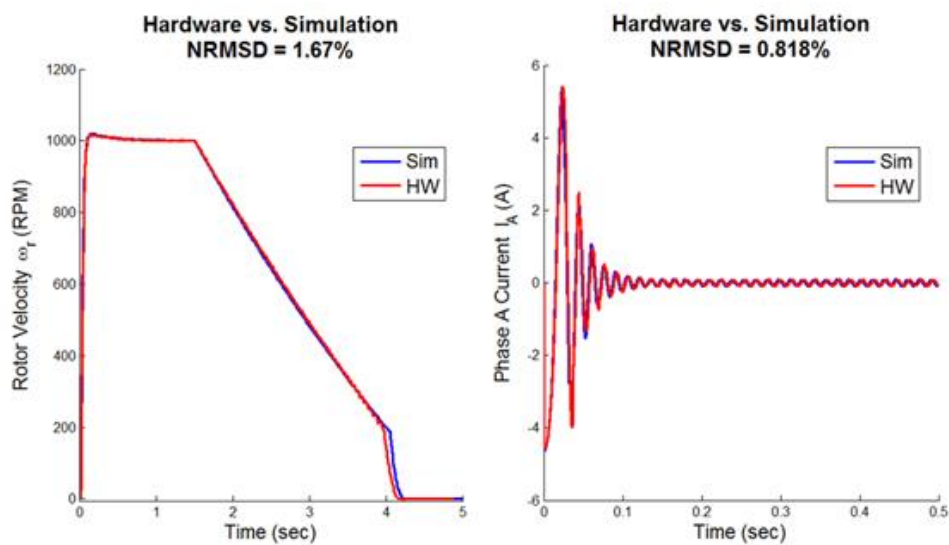 Hardware vs. Simulation
NRMSD = 1.67%
1200
1000
800
600
400
200
0
Rotor Velocity ω_r (RPM)
Sim
HW
0
1
2
3
4
5
Time (sec)
Hardware vs. Simulation
NRMSD = 0.818%
6
4
2
0
-2
-4
-6
Phase A Current I_A (A)
Sim
HW
0
0.1
0.2
0.3
0.4
0.5
Time (sec)